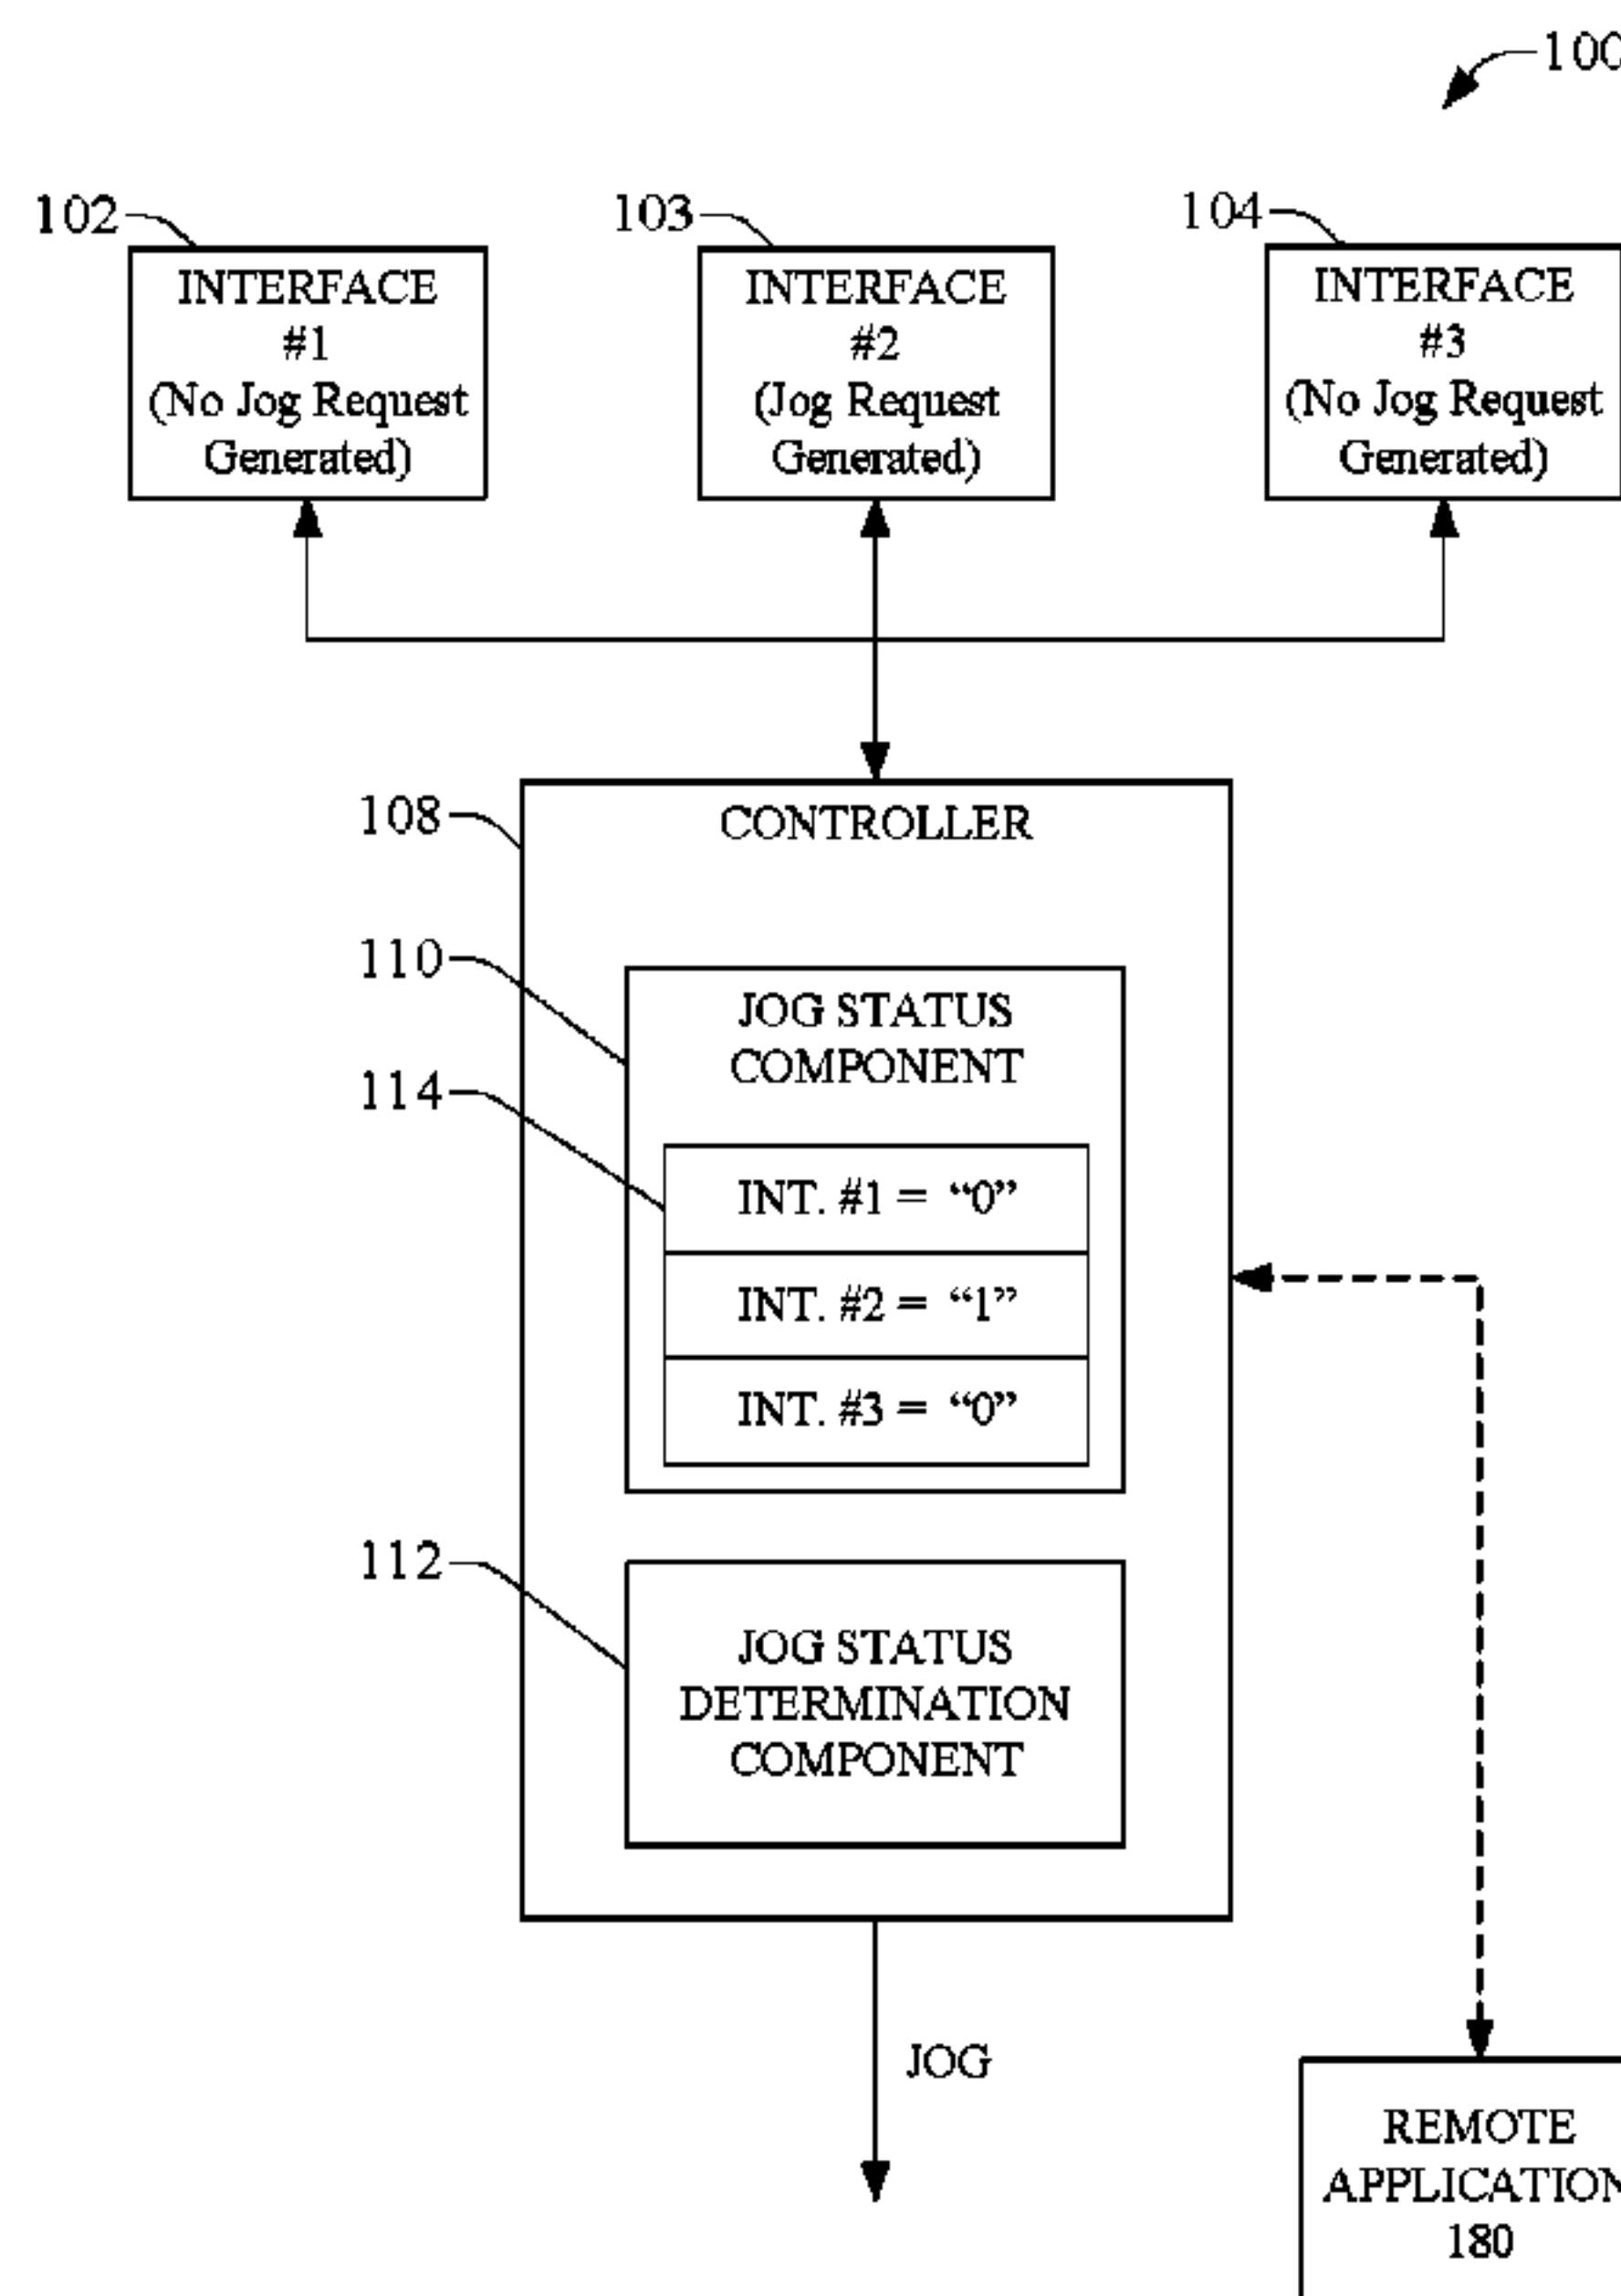 100
102
103
104
INTERFACE
#1
(No Jog Request
Generated)
INTERFACE
#2
(Jog Request
Generated)
INTERFACE
#3
(No Jog Request
Generated)
108
CONTROLLER
110
JOG STATUS
COMPONENT
114
INT. #1 = “0”
INT. #2 = “1”
INT. #3 = “0”
112
JOG STATUS
DETERMINATION
COMPONENT
JOG
REMOTE
APPLICATION
180